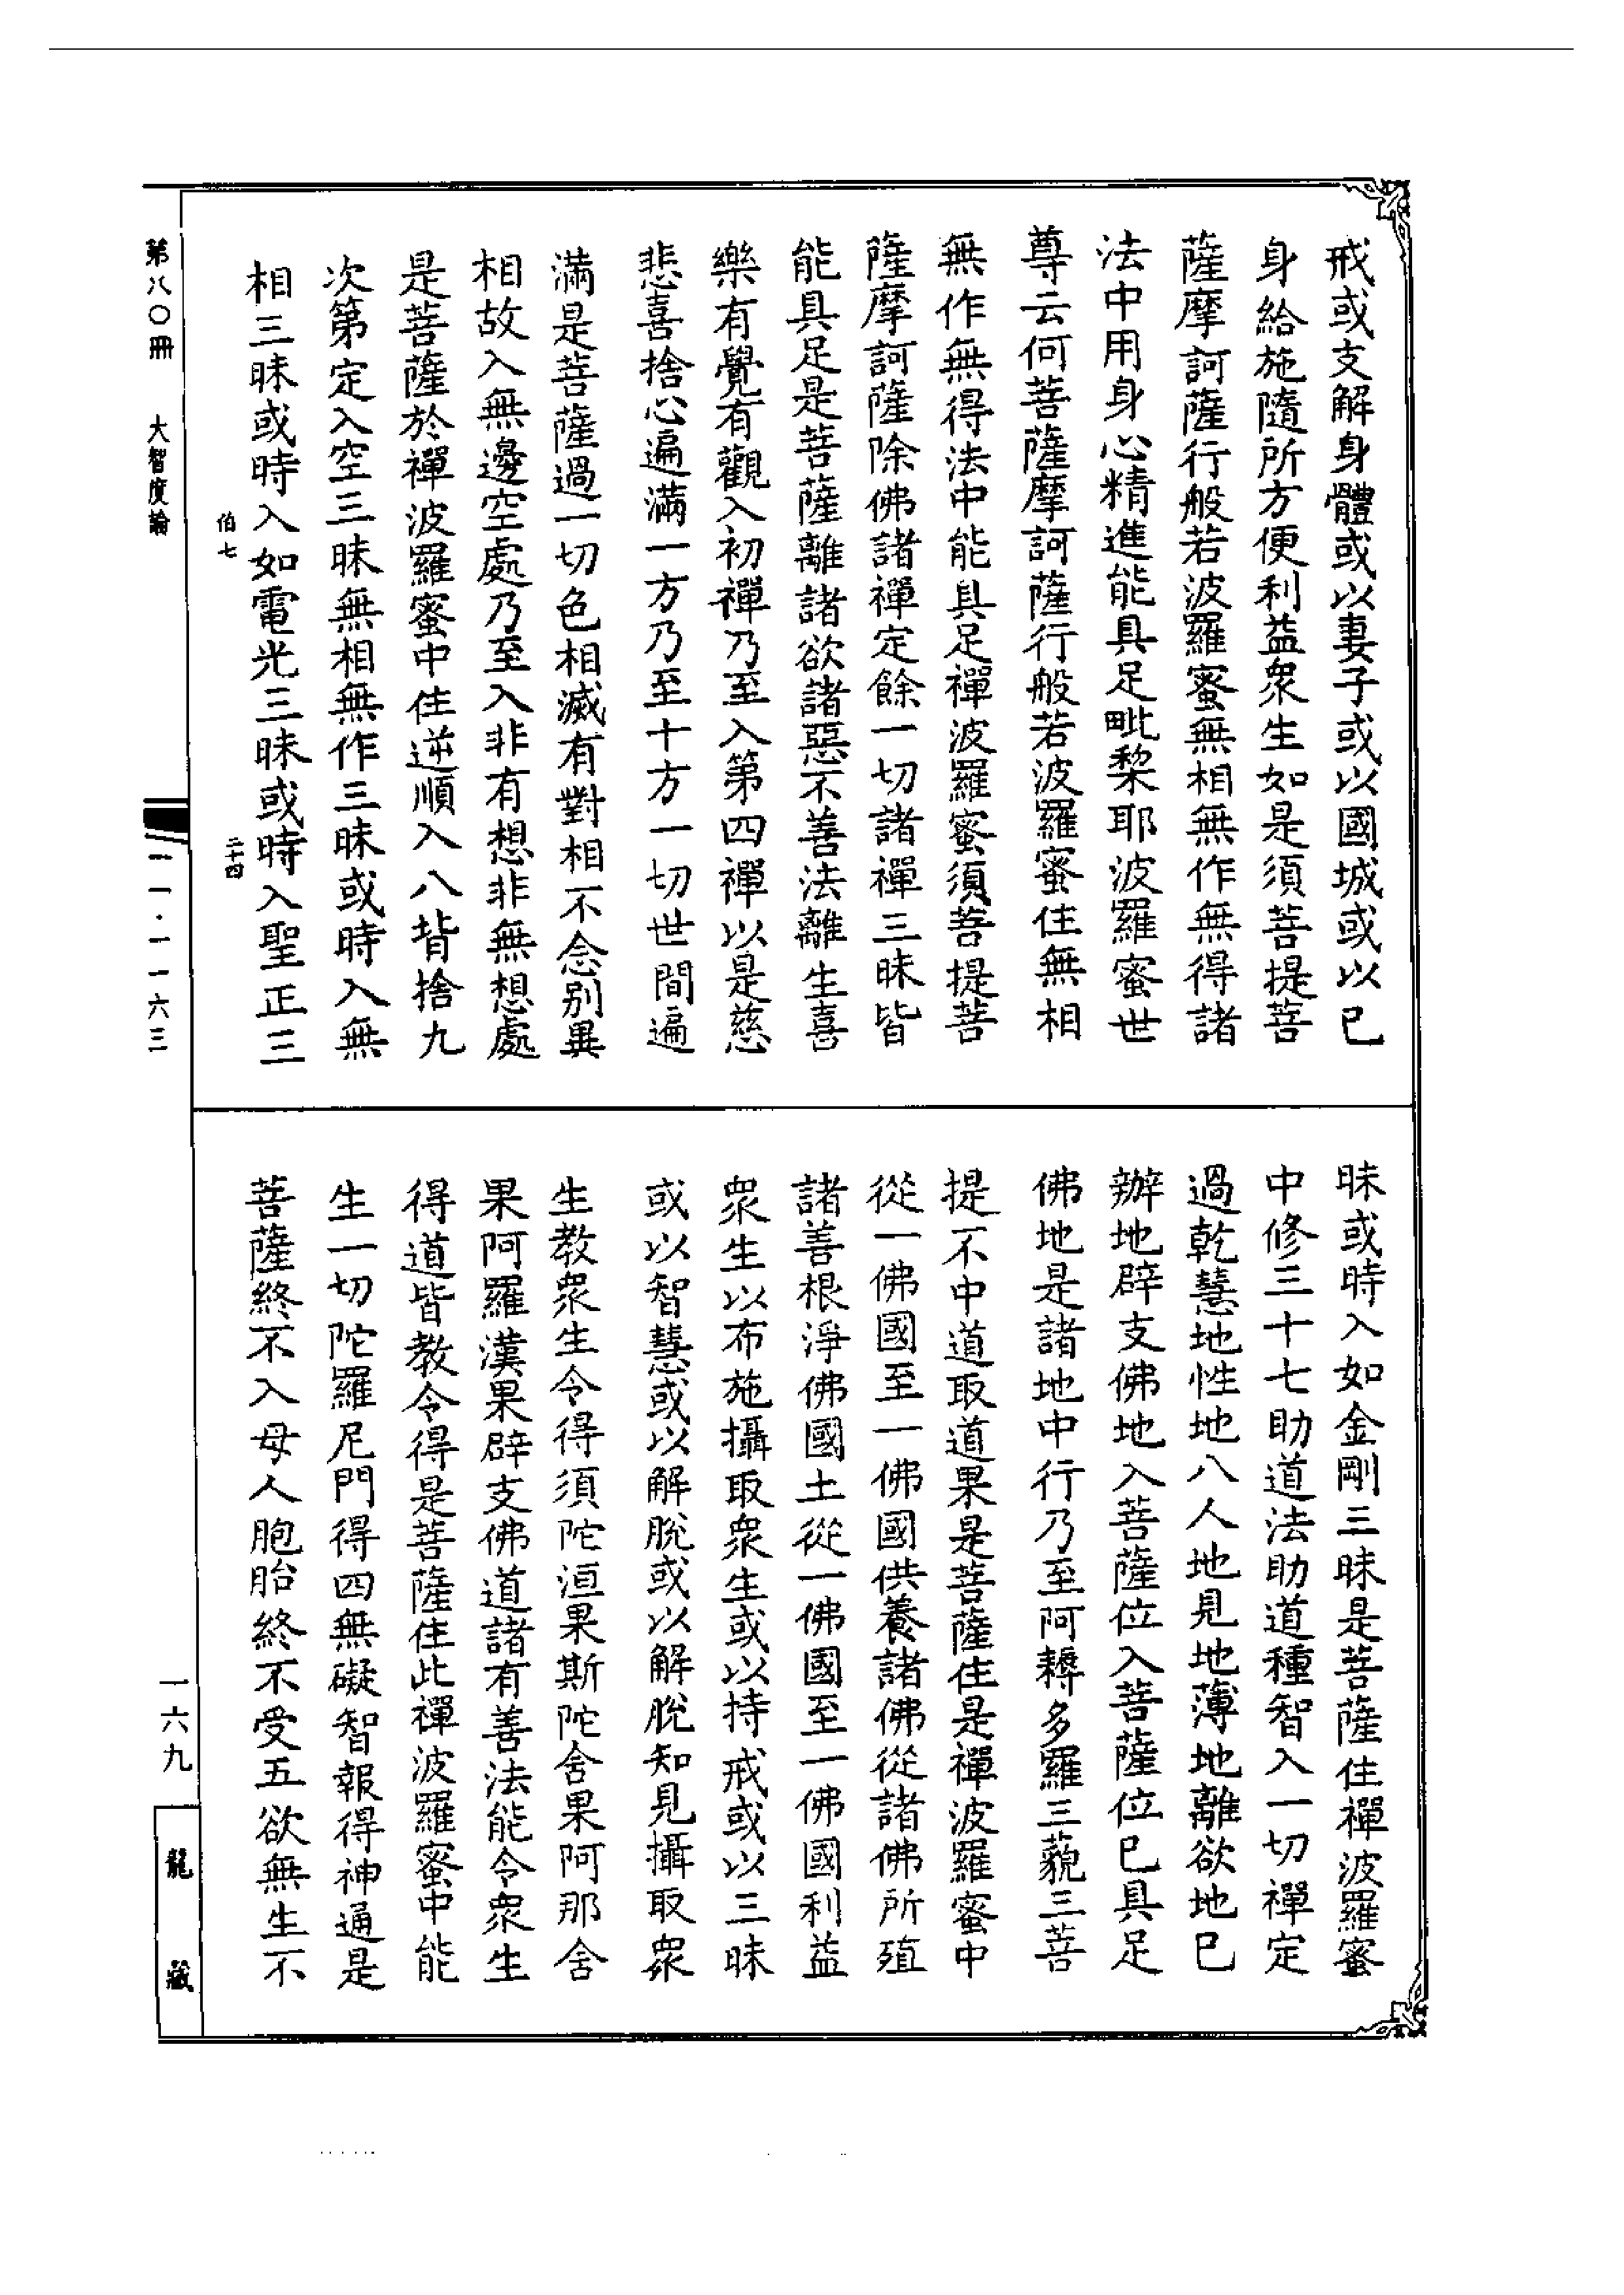 戒或支解身體或以妻子或以國城或以已
身給施隨所方便利益衆生如是須菩提菩
薩摩訶薩行般若波羅蜜無相無作無得諸
法中用身心精進能具足毗棃耶波羅蜜世
尊云何菩薩摩訶薩行般若波羅蜜住無相
無作無得法中能具足禪波羅蜜須菩提菩
薩摩訶薩除佛諸禪定餘一切諸禪三昧皆
能具足是菩薩離諸欲諸惡不善法離生喜
樂有覺有觀入初禪乃至入第四禪以是慈
悲喜捨心遍滿一方乃至十方一切世間遍
滿是菩薩過一切色相滅有對相不念別異
相故入無邊空處乃至入非有想非無想處
是菩薩於禪波羅蜜中住逆順入八背捨九
次第定入空三昧無相無作三昧或時入無
相三昧或時入如電光三昧或時入聖正三
伯七
二十四
昧或時入如金剛三昧是菩薩住禪波羅蜜
中修三十七助道法助道種智入一切禪定
過乾慧地性地八人地見地薄地離欲地已
辦地辟支佛地入菩薩位入菩薩位已具足
佛地是諸地中行乃至阿耨多羅三藐三菩
提不中道取道果是菩薩住是禪波羅蜜中
從一佛國至一佛國供養諸佛從諸佛所殖
諸善根淨佛國土從一佛國至一佛國利益
衆生以布施攝取衆生或以持戒或以三昧
或以智慧或以解脫或以解脫知見攝取衆
生教衆生令得須陀洹果斯陀舍果阿那舍
果阿羅漢果辟支佛道諸有善法能令衆生
得道皆教令得是菩薩住此禪波羅蜜中能
生一切陀羅尼門得四無礙智報得神通是
菩薩終不入母人胞胎終不受五欲無生不
第八〇冊 大智度論
一一·一一六三
一六九
龍藏